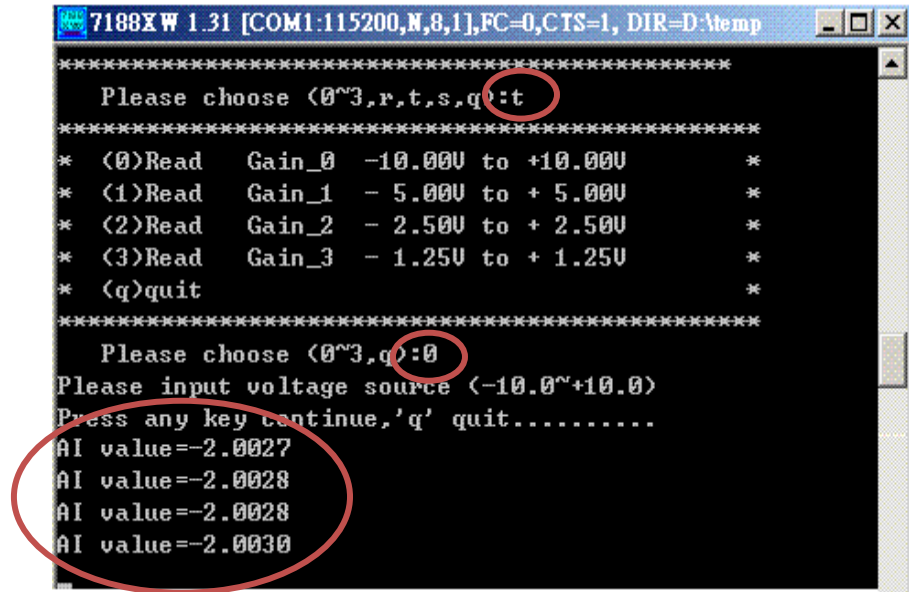 7188XW 1.31 [COM1:115200,N,8,1],FC=0,CTS=1, DIR=D:\temp
**********************************************
Please choose (0~3,r,t,s,q):t
************************************************
* (0)Read Gain_0 -10.00V to +10.00V *
* (1)Read Gain_1 - 5.00V to + 5.00V *
* (2)Read Gain_2 - 2.50V to + 2.50V *
* (3)Read Gain_3 - 1.25V to + 1.25V *
* (q)quit *
************************************************
Please choose (0~3,q):0
Please input voltage source (-10.0~+10.0)
Press any key continue,'q' quit..........
AI value=-2.0027
AI value=-2.0028
AI value=-2.0028
AI value=-2.0030